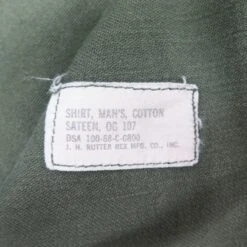 SHIRT, MAN'S, COTTON
SATEEN, OG 107
DSA 100-68-C-0800
J. H. RUTTER REX MFG. CO., INC.